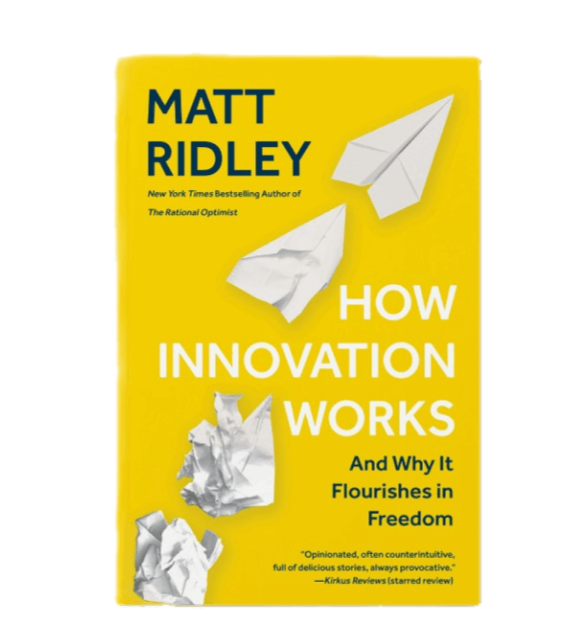 MATT
RIDLEY
New York Times Bestselling Author of
The Rational Optimist
HOW
INNOVATION
WORKS
And Why It
Flourishes in
Freedom
"Opinionated, often counterintuitive,
full of delicious stories, always provocative."
—Kirkus Reviews (starred review)